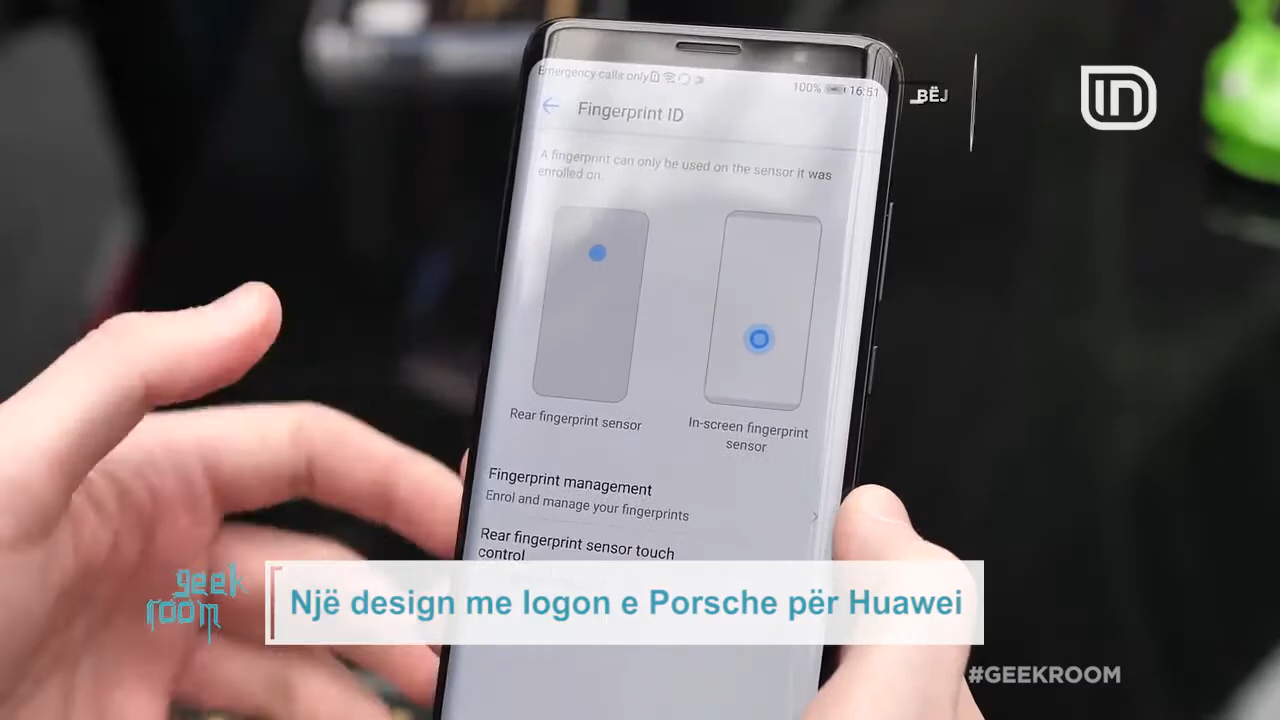 Emergency calls only
100% 16:51
Fingerprint ID
A fingerprint can only be used on the sensor it was
enrolled on.
Rear fingerprint sensor
In-screen fingerprint
sensor
Fingerprint management
Enrol and manage your fingerprints
Rear fingerprint sensor touch
control
BËJ
IN
geek
room
Një design me logon e Porsche për Huawei
#GEEKROOM